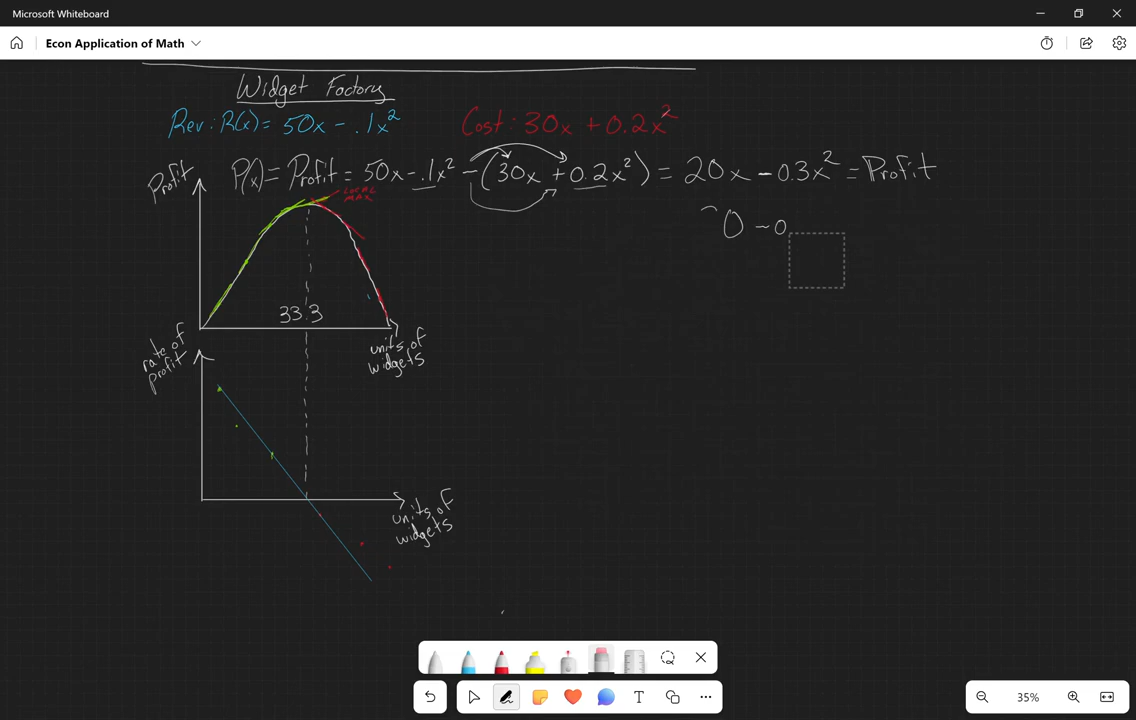 Microsoft Whiteboard
Econ Application of Math
Widget Factory
Rev: R(x) = 50x - .1x²
Cost: 30x + 0.2x²
P(x) = Profit = 50x - .1x² - (30x + 0.2x²) = 20x - 0.3x² = Profit
Profit
LOCAL
MAX
0 - 0
33.3
units of
widgets
rate of
profit
units of
widgets
35%